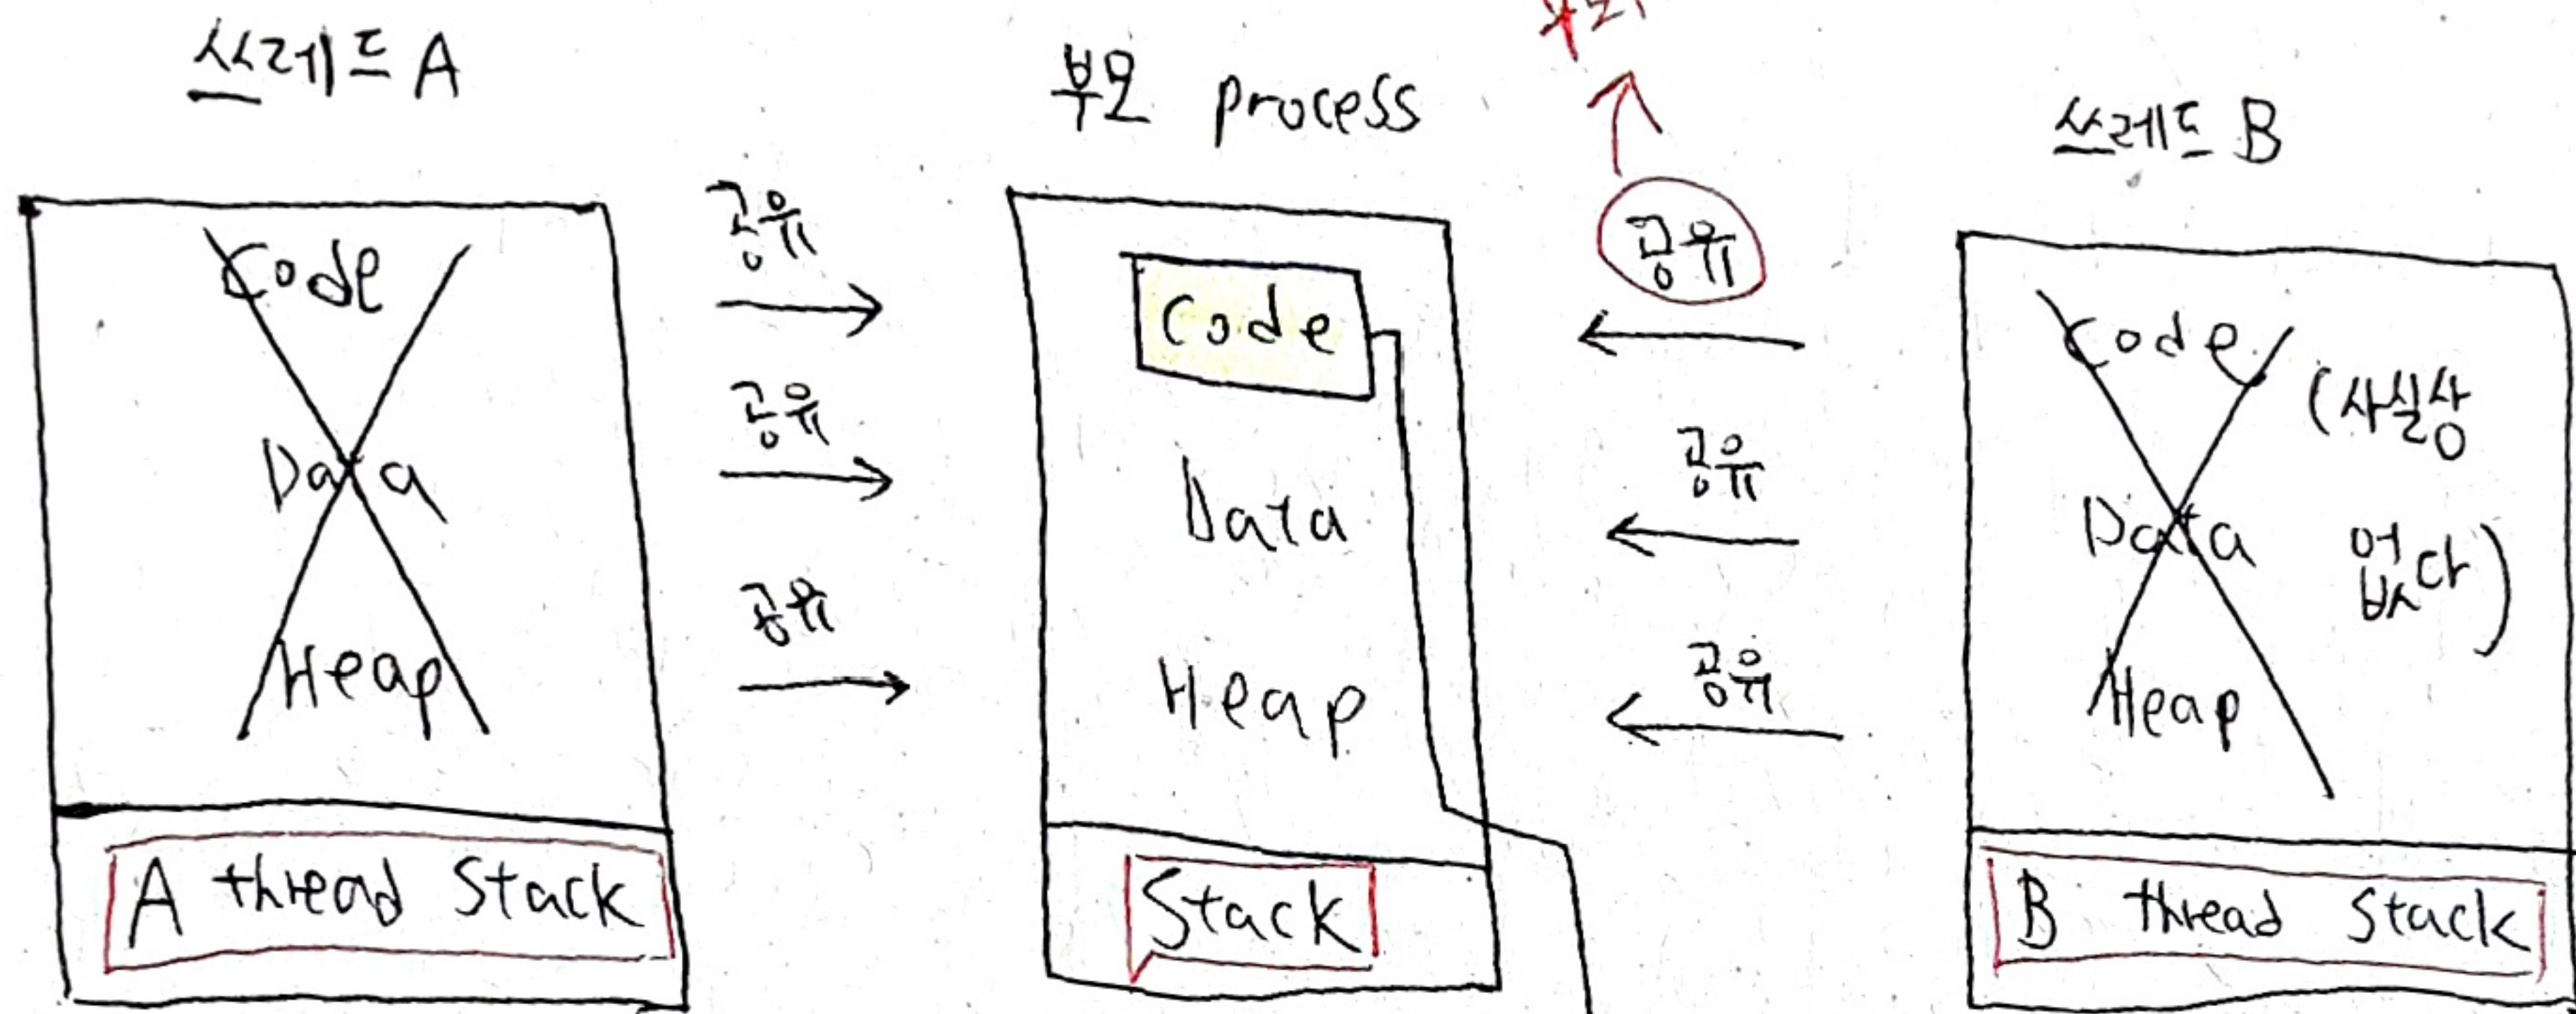 쓰레드 A
부모 process
쓰레드 B
Code
Data
Heap
A thread Stack
공유
공유
공유
Code
Data
Heap
Stack
공유
공유
공유
Code
Data
Heap
(사실상
없다)
B thread Stack